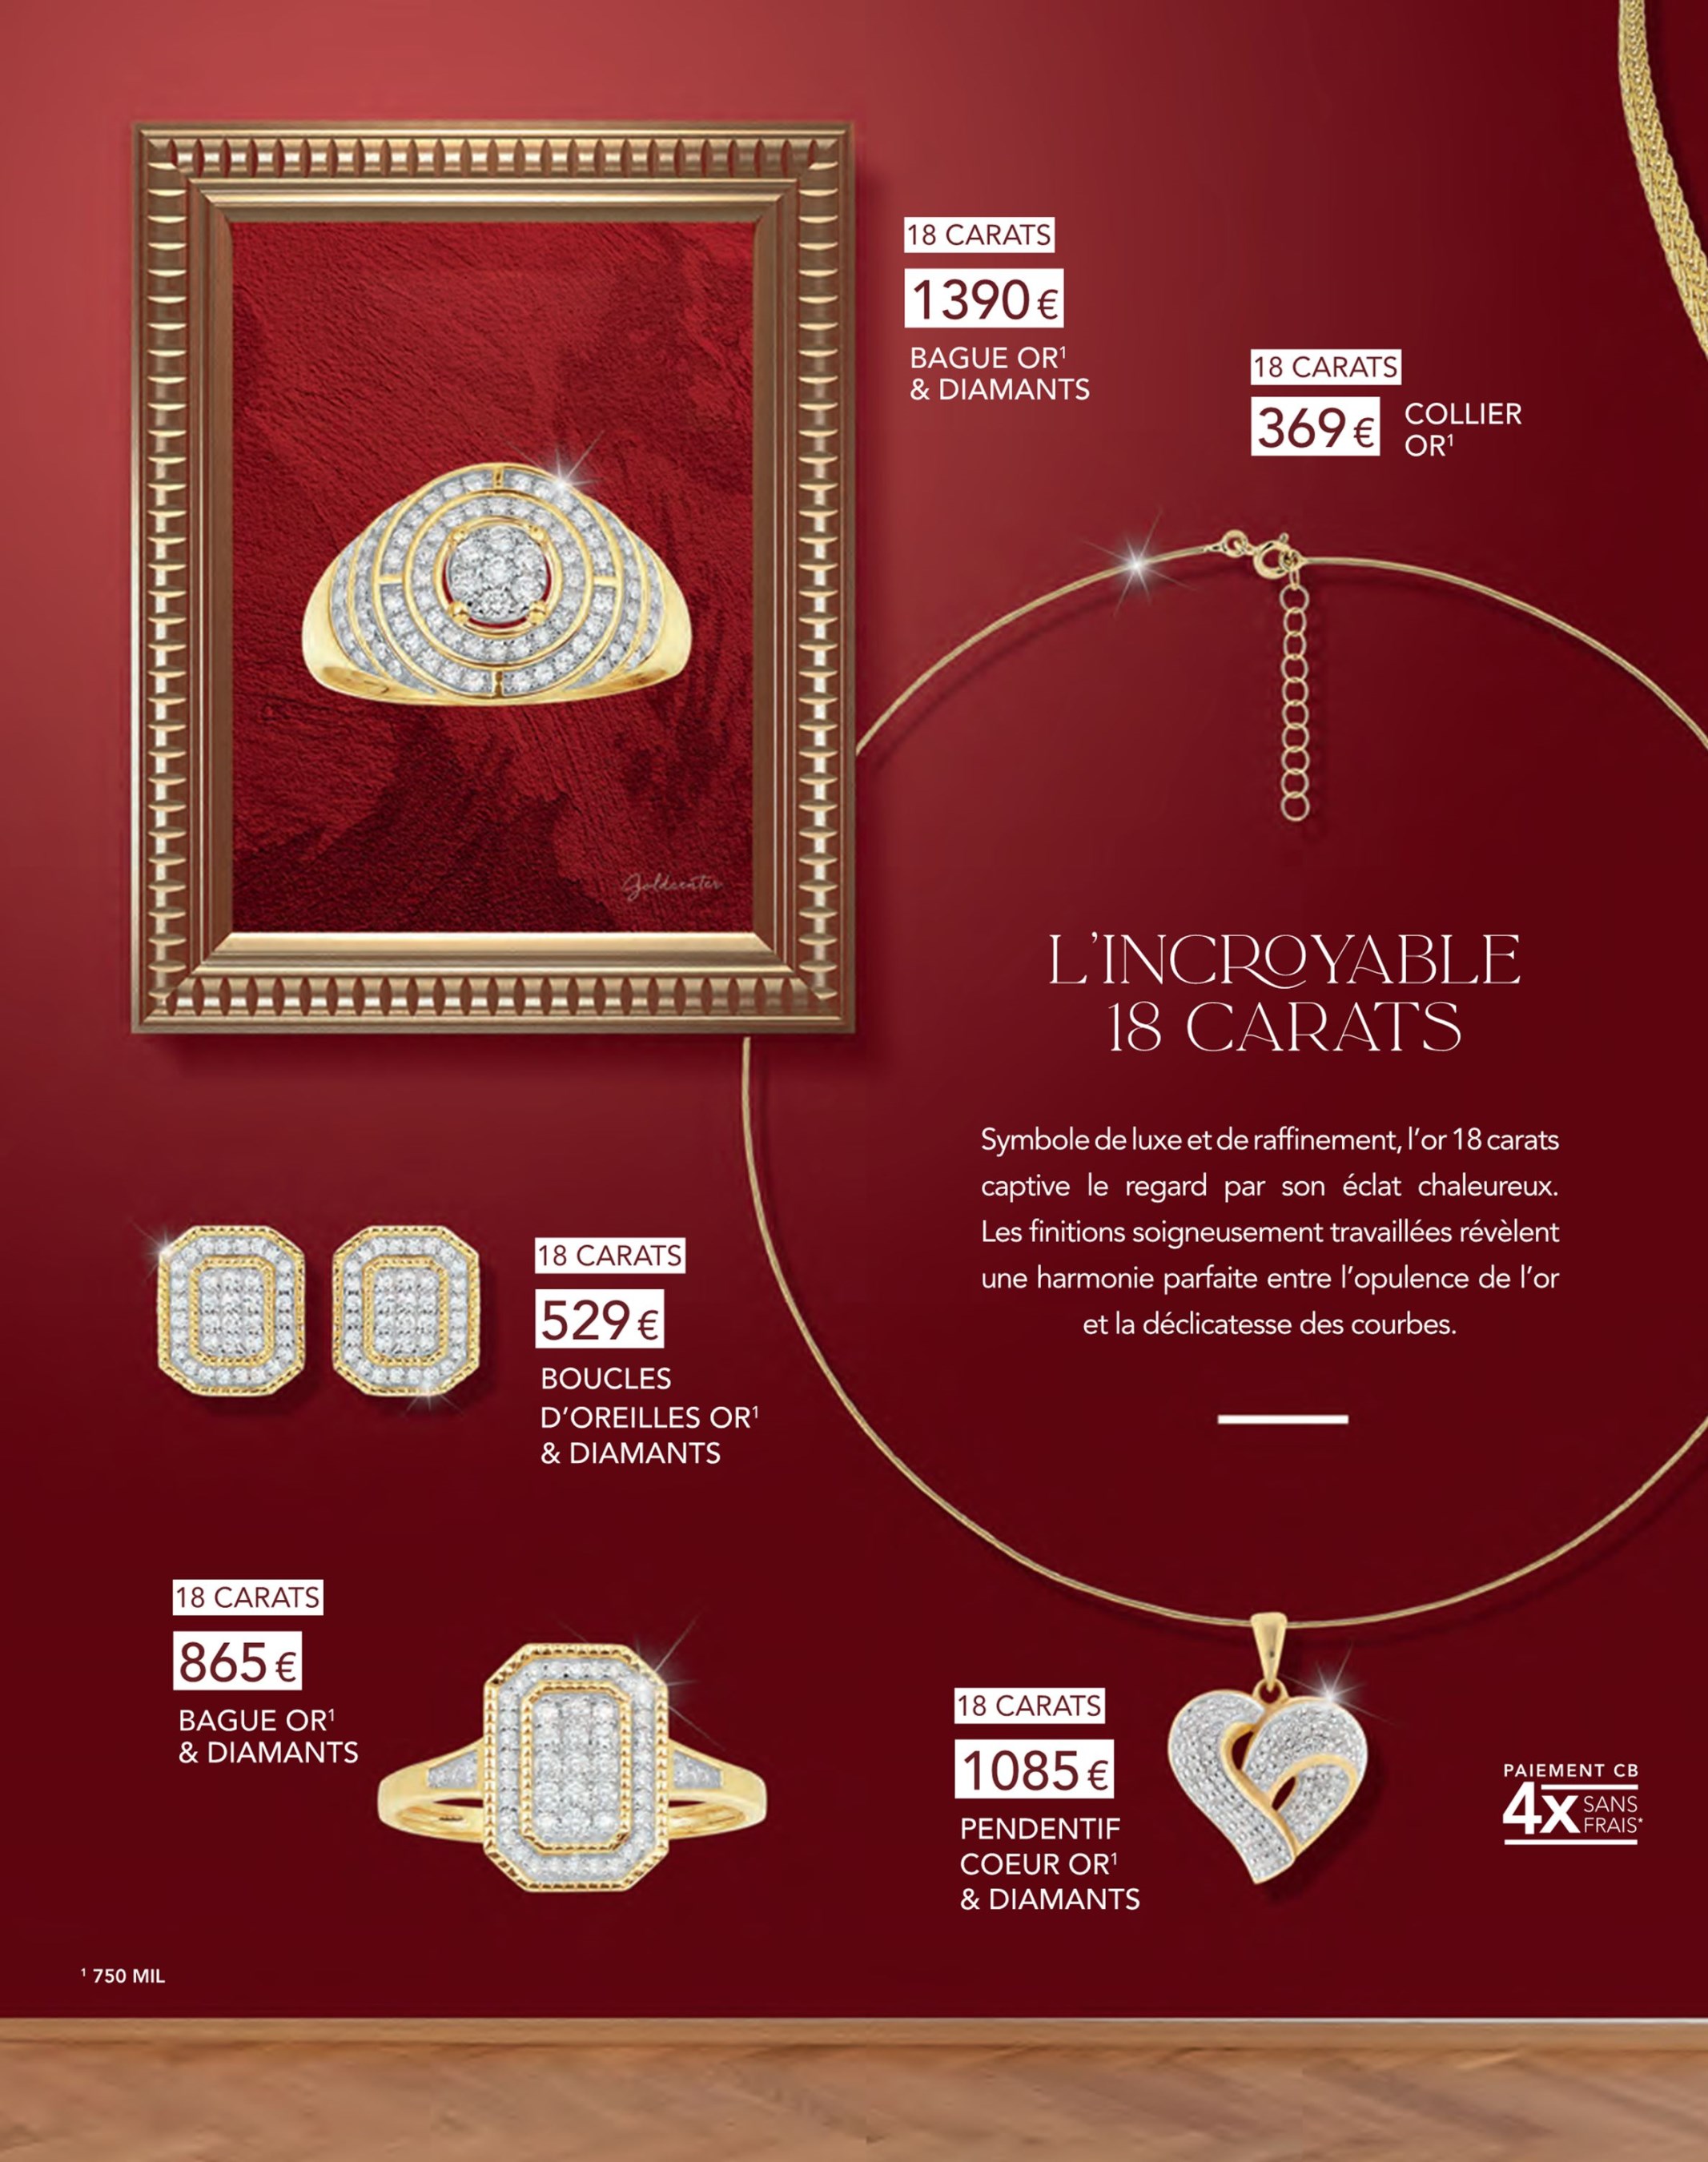 18 CARATS
1390 €
BAGUE OR¹
& DIAMANTS
18 CARATS
369 €
COLLIER
OR¹
Goldcenter
L'INCROYABLE
18 CARATS
Symbole de luxe et de raffinement, l'or 18 carats
captive le regard par son éclat chaleureux.
Les finitions soigneusement travaillées révèlent
une harmonie parfaite entre l'opulence de l'or
et la déclicatesse des courbes.
18 CARATS
529 €
BOUCLES
D'OREILLES OR¹
& DIAMANTS
18 CARATS
865 €
BAGUE OR¹
& DIAMANTS
18 CARATS
1085 €
PENDENTIF
COEUR OR¹
& DIAMANTS
PAIEMENT CB
4X SANS
FRAIS*
¹ 750 MIL